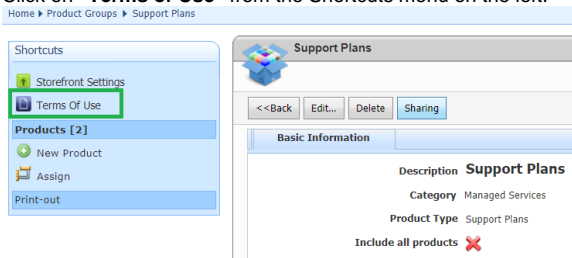 Click on "Terms of Use" from the Shortcuts menu on the left.
Home ▸ Product Groups ▸ Support Plans
Shortcuts
Storefront Settings
Terms Of Use
Products [2]
New Product
Assign
Print-out
Support Plans
<<Back Edit... Delete Sharing
Basic Information
Description Support Plans
Category Managed Services
Product Type Support Plans
Include all products